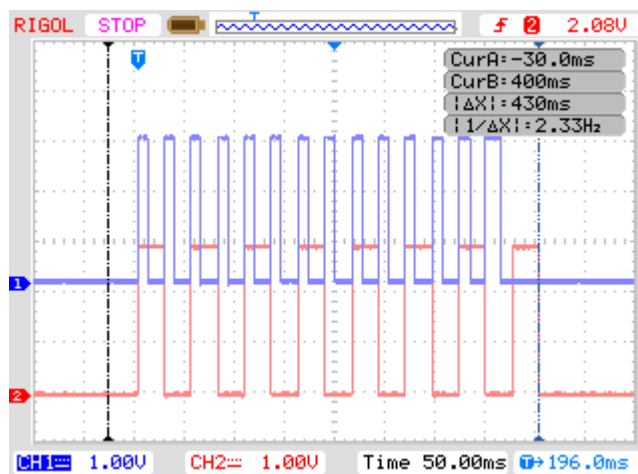 RIGOL STOP T f 2 2.08V
T
CurA:-30.0ms
CurB:400ms
|ΔX|:430ms
|1/ΔX|:2.33Hz
1
2
CH1 1.00V CH2 1.00V Time 50.00ms T→196.0ms